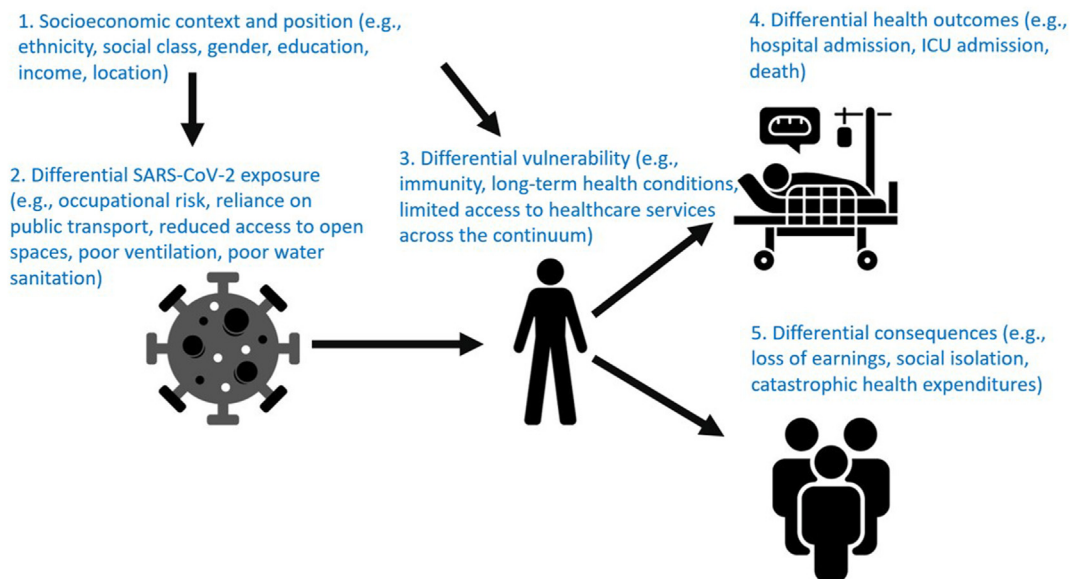 1. Socioeconomic context and position (e.g.,
ethnicity, social class, gender, education,
income, location)
2. Differential SARS-CoV-2 exposure
(e.g., occupational risk, reliance on
public transport, reduced access to open
spaces, poor ventilation, poor water
sanitation)
3. Differential vulnerability (e.g.,
immunity, long-term health conditions,
limited access to healthcare services
across the continuum)
4. Differential health outcomes (e.g.,
hospital admission, ICU admission,
death)
5. Differential consequences (e.g.,
loss of earnings, social isolation,
catastrophic health expenditures)